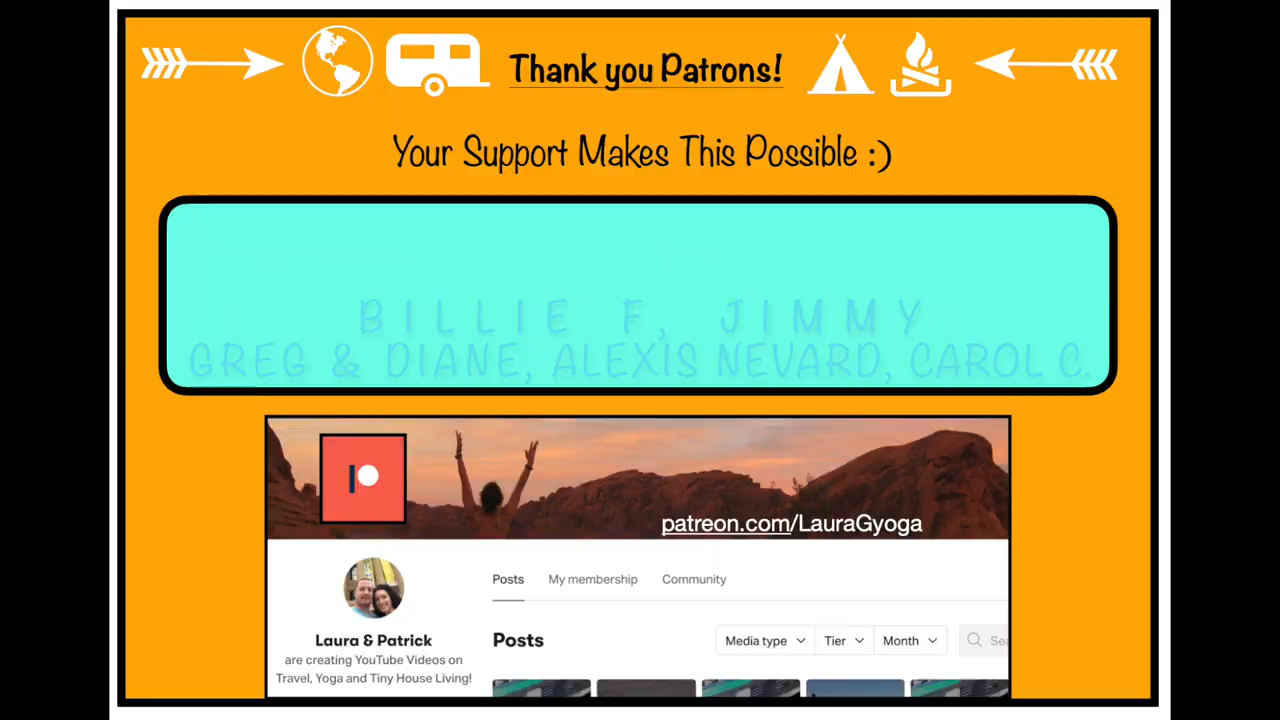 Thank you Patrons!
Your Support Makes This Possible :)
BILLIE F, JIMMY
GREG & DIANE, ALEXIS NEVARD, CAROL C.
patreon.com/LauraGyoga
Posts My membership Community
Laura & Patrick
are creating YouTube Videos on
Travel, Yoga and Tiny House Living!
Posts
Media type Tier Month